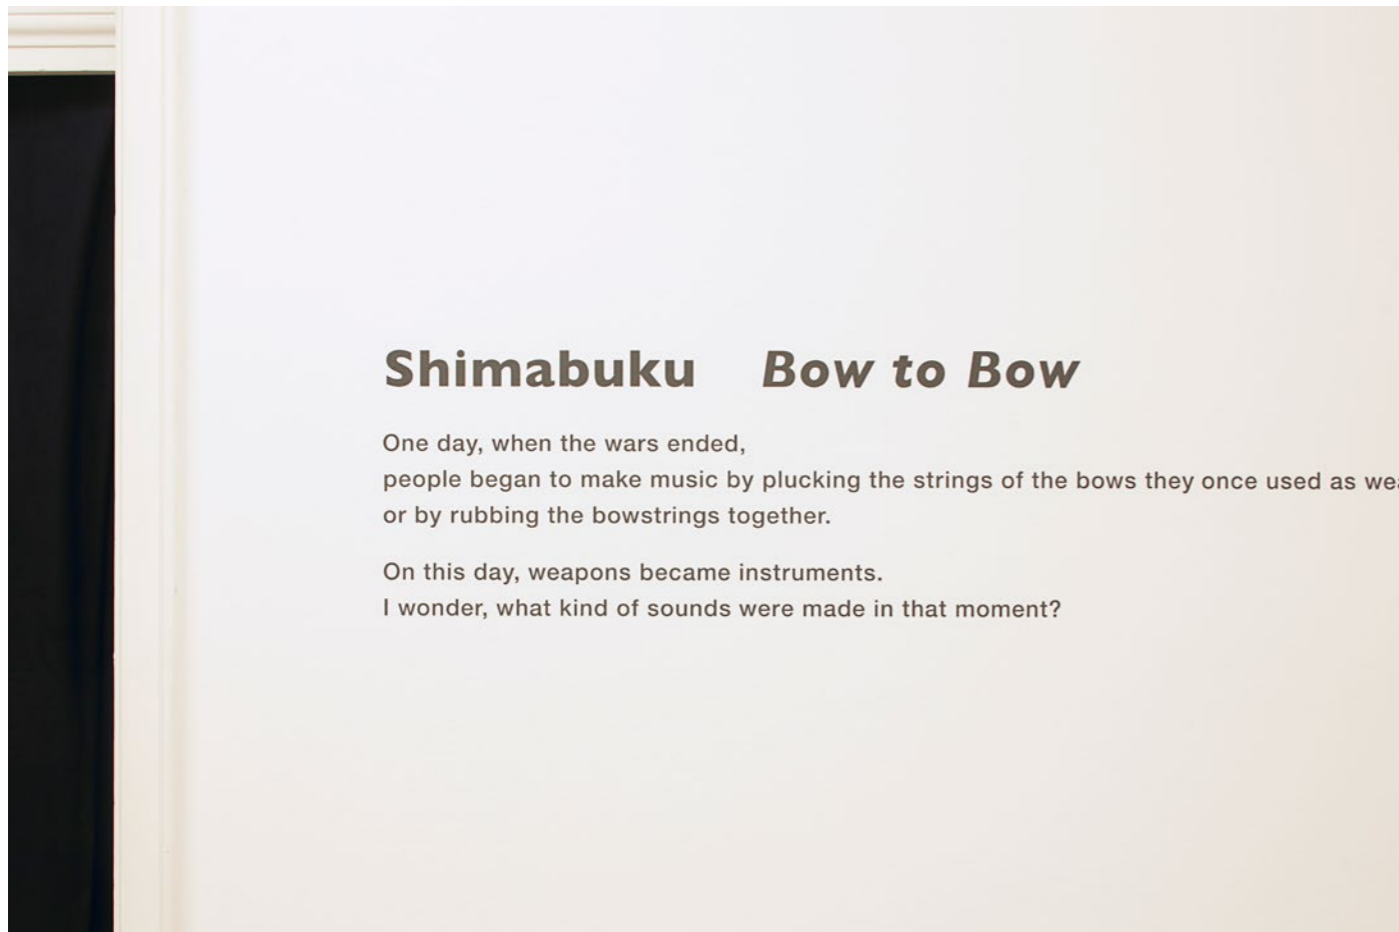 Shimabuku Bow to Bow
One day, when the wars ended,
people began to make music by plucking the strings of the bows they once used as
or by rubbing the bowstrings together.
On this day, weapons became instruments.
I wonder, what kind of sounds were made in that moment?